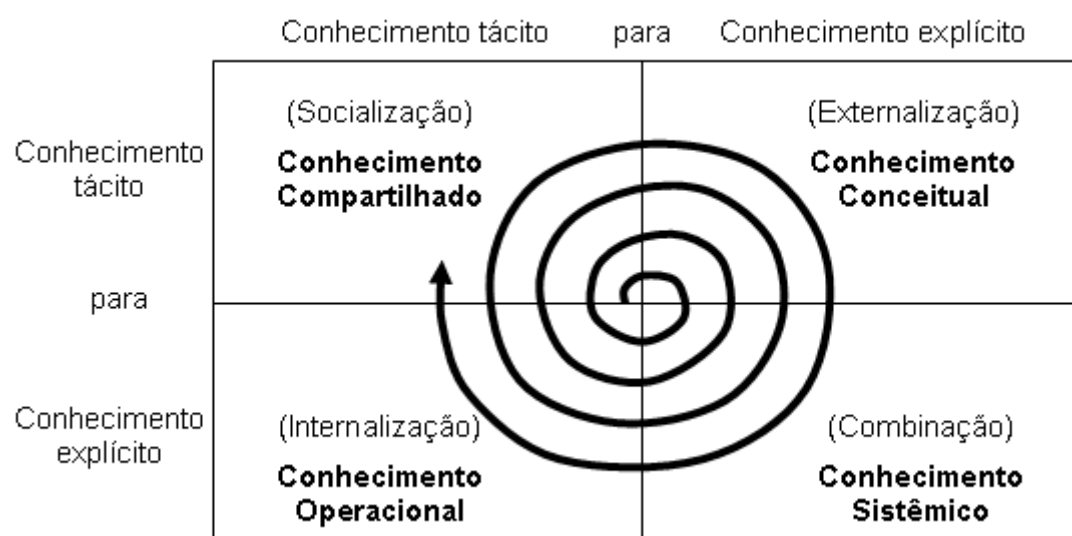 Conhecimento tácito para Conhecimento explícito
(Socialização)
Conhecimento
Compartilhado
(Externalização)
Conhecimento
Conceitual
Conhecimento
tácito
para
Conhecimento
explícito
(Internalização)
Conhecimento
Operacional
(Combinação)
Conhecimento
Sistêmico